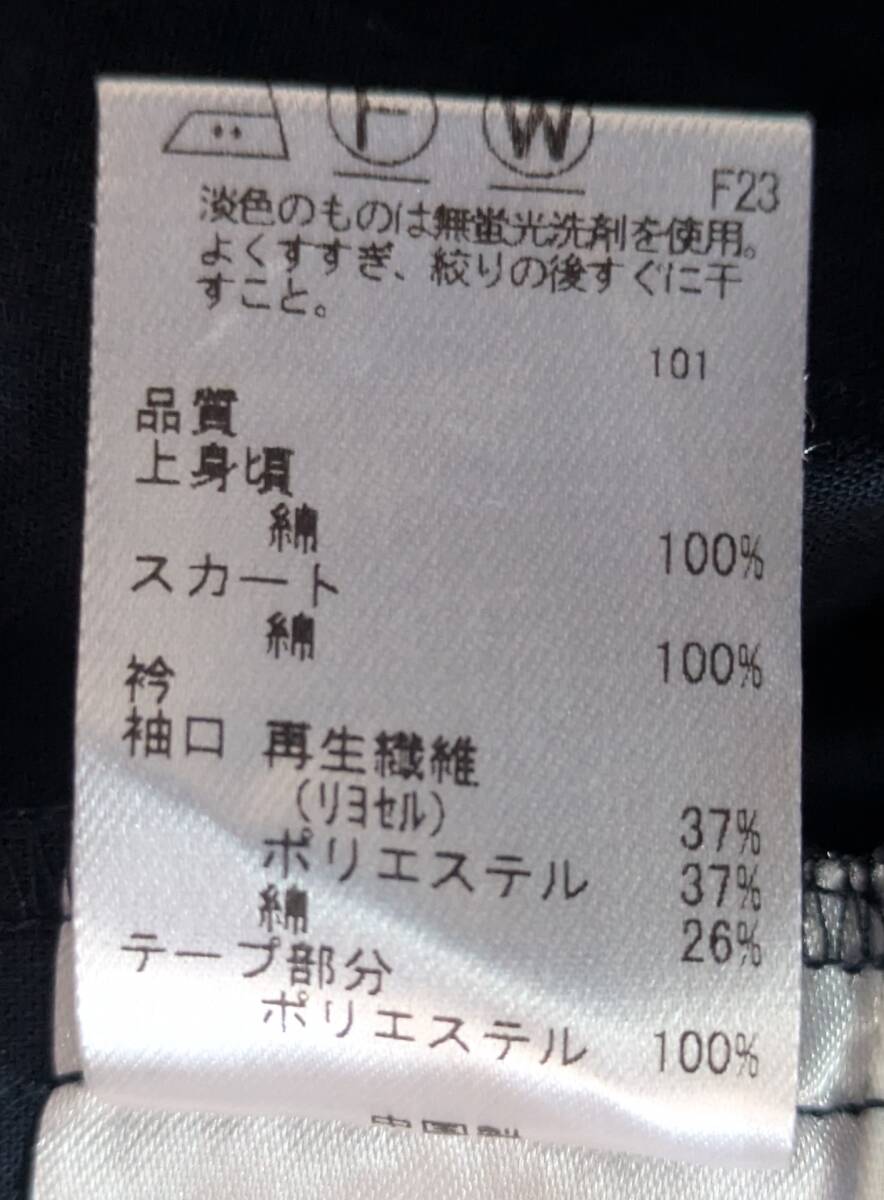 F W
F23
淡色のものは無蛍光洗剤を使用。
よくすすぎ、絞りの後すぐに干
すこと。
101
品質
上身頃
綿 100%
スカート
綿 100%
衿
袖口 再生繊維
(リヨセル) 37%
ポリエステル 37%
綿 26%
テープ部分
ポリエステル 100%
中国製